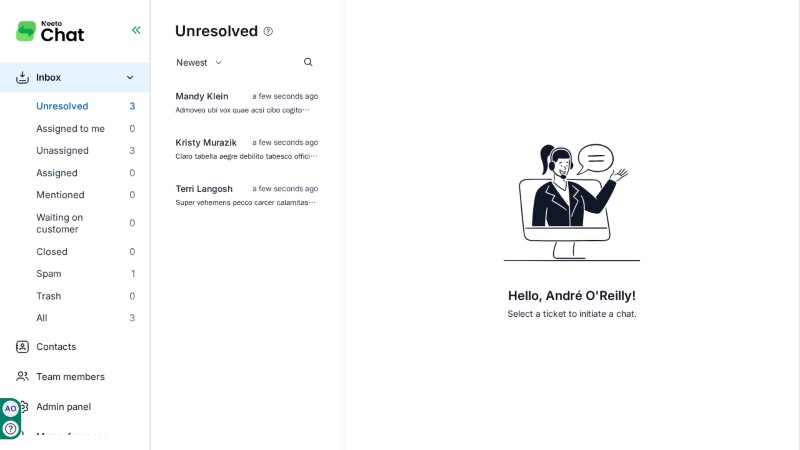 Neeto
Chat
Inbox
Unresolved 3
Assigned to me 0
Unassigned 3
Assigned 0
Mentioned 0
Waiting on
customer 0
Closed 0
Spam 1
Trash 0
All 3
Contacts
Team members
Admin panel
AO
Unresolved
Newest
Mandy Klein a few seconds ago
Admoveo ubi vox quae acsi cibo cogito···
Kristy Murazik a few seconds ago
Claro tabella aegre debilito tabesco offici···
Terri Langosh a few seconds ago
Super vehemens pecco carcer calamitas···
Hello, André O'Reilly!
Select a ticket to initiate a chat.